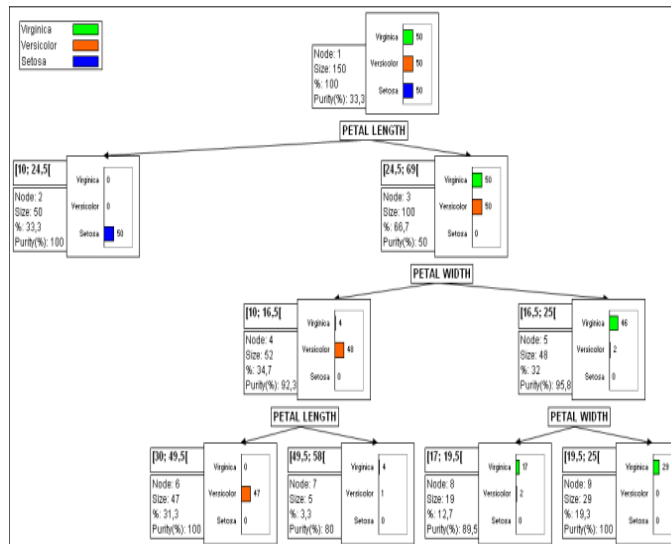 Virginica
Versicolor
Setosa
Node: 1
Size: 150
%: 100
Purity(%): 33,3
Virginica 50
Versicolor 50
Setosa 50
PETAL LENGTH
[10; 24,5[
Node: 2
Size: 50
%: 33,3
Purity(%): 100
Virginica 0
Versicolor 0
Setosa 50
[24,5; 69[
Node: 3
Size: 100
%: 66,7
Purity(%): 50
Virginica 50
Versicolor 50
Setosa 0
PETAL WIDTH
[10; 16,5[
Node: 4
Size: 52
%: 34,7
Purity(%): 92,3
Virginica 4
Versicolor 48
Setosa 0
[16,5; 25[
Node: 5
Size: 48
%: 32
Purity(%): 95,8
Virginica 46
Versicolor 2
Setosa 0
PETAL LENGTH
PETAL WIDTH
[30; 49,5[
Node: 6
Size: 47
%: 31,3
Purity(%): 100
Virginica 0
Versicolor 47
Setosa 0
[49,5; 58[
Node: 7
Size: 5
%: 3,3
Purity(%): 80
Virginica 4
Versicolor 1
Setosa 0
[17; 19,5[
Node: 8
Size: 19
%: 12,7
Purity(%): 89,5
Virginica 17
Versicolor 2
Setosa 0
[19,5; 25[
Node: 9
Size: 29
%: 19,3
Purity(%): 100
Virginica 29
Versicolor 0
Setosa 0